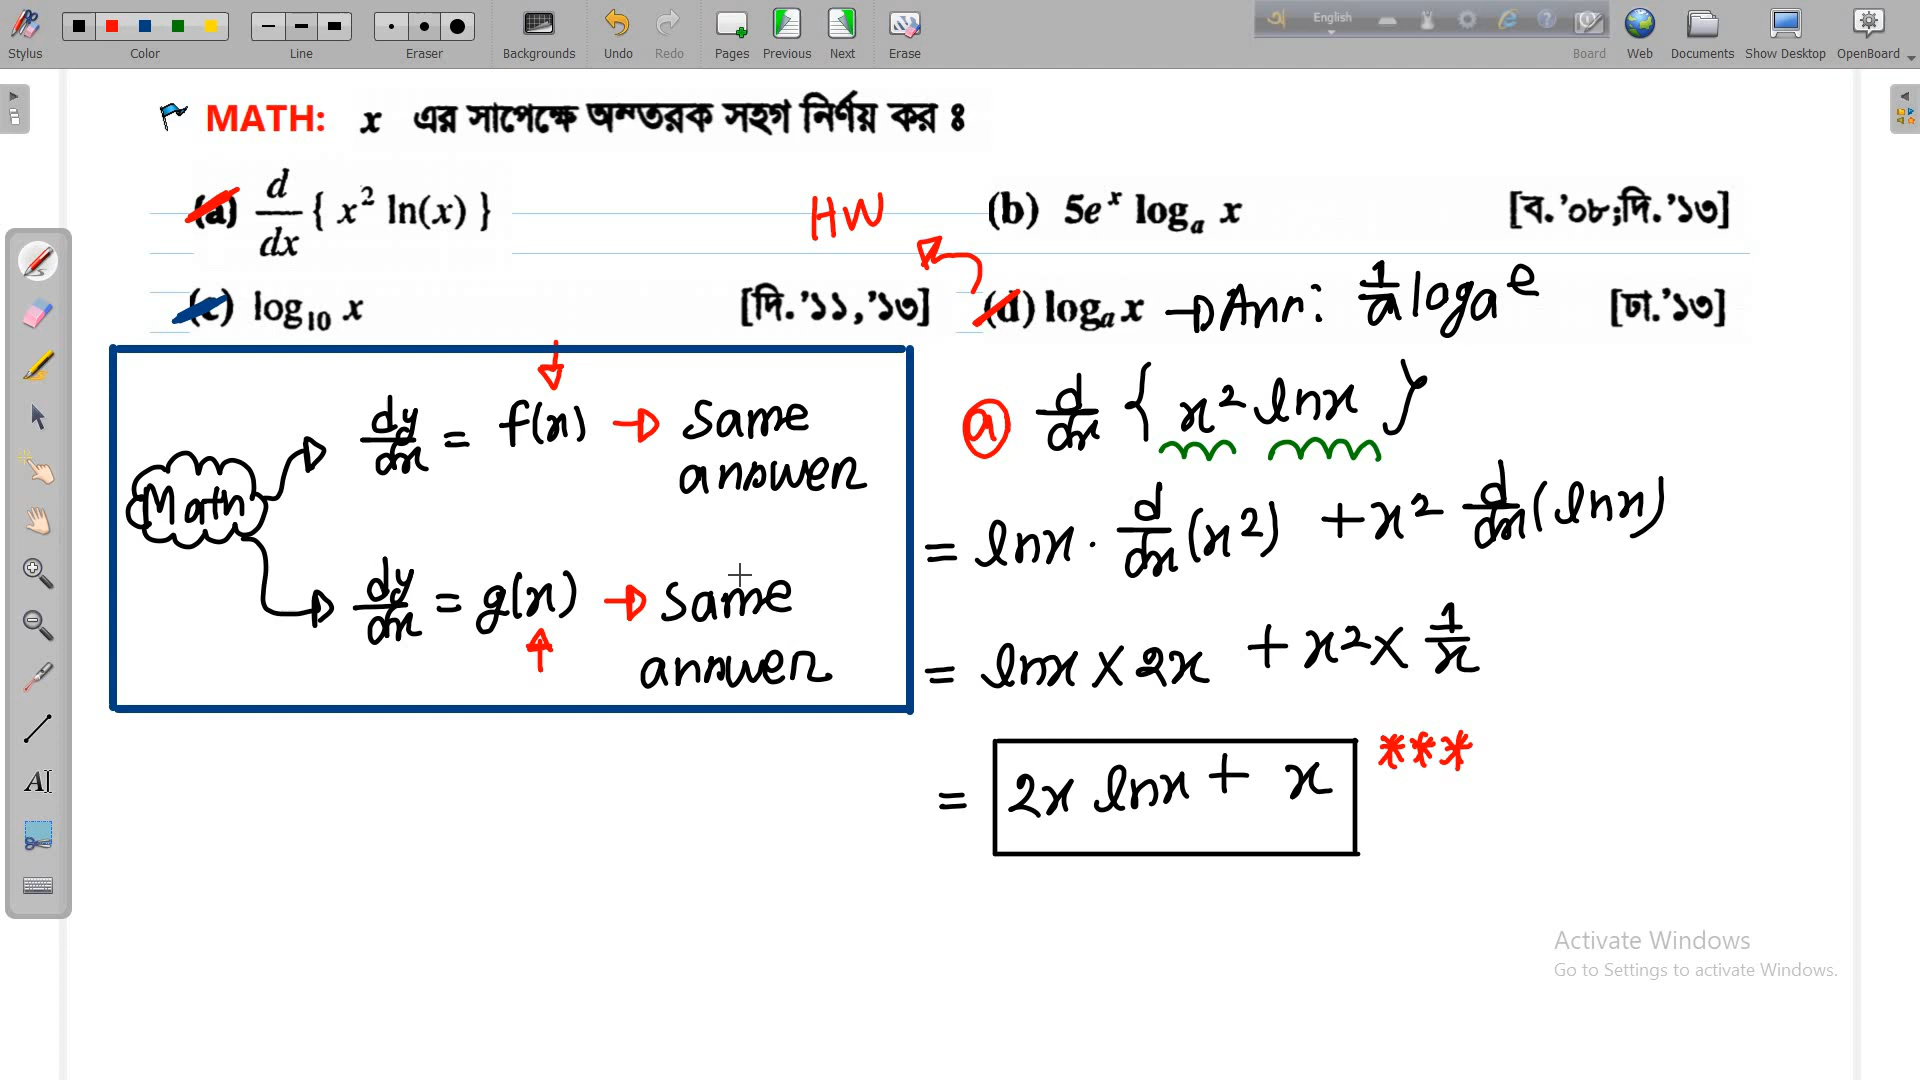 Stylus Color Line Eraser Backgrounds Undo Redo Pages Previous Next Erase English Board Web Documents Show Desktop OpenBoard
MATH: x এর সাপেক্ষে অন্তরক সহগ নির্ণয় কর ঃ
(a) d/dx { x² ln(x) }
HW
(b) 5eˣ logₐ x [ব.'০৮;দি.'১৩]
(c) log₁₀ x [দি.'১১,'১৩]
(d) logₐ x → Ans: 1/a logₐ e [ঢা.'১৩]
Math
dy/dx = f(x) → same
answer
dy/dx = g(x) → same
answer
a d/dx { x² lnx }
= lnx . d/dx (x²) + x² d/dx (lnx)
= lnx × 2x + x² × 1/x
= 2x lnx + x ***
AI
Activate Windows
Go to Settings to activate Windows.